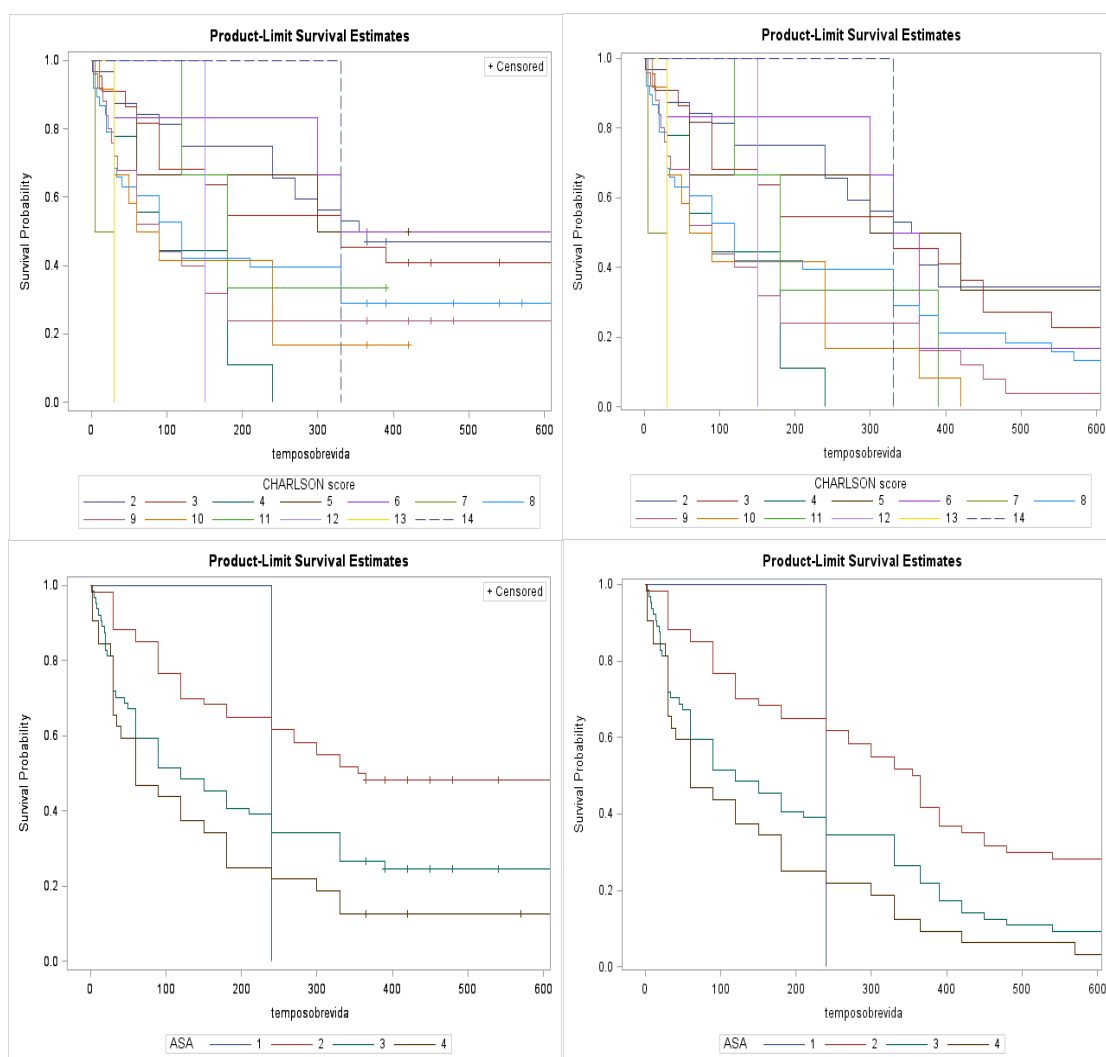 Product-Limit Survival Estimates
+ Censored
1.0
0.8
0.6
0.4
0.2
0.0
Survival Probability
0 100 200 300 400 500 600
temposobrevida
CHARLSON score
2 3 4 5 6 7 8
9 10 11 12 13 14
Product-Limit Survival Estimates
1.0
0.8
0.6
0.4
0.2
0.0
Survival Probability
0 100 200 300 400 500 600
temposobrevida
CHARLSON score
2 3 4 5 6 7 8
9 10 11 12 13 14
Product-Limit Survival Estimates
+ Censored
1.0
0.8
0.6
0.4
0.2
0.0
Survival Probability
0 100 200 300 400 500 600
temposobrevida
ASA 1 2 3 4
Product-Limit Survival Estimates
1.0
0.8
0.6
0.4
0.2
0.0
Survival Probability
0 100 200 300 400 500 600
temposobrevida
ASA 1 2 3 4